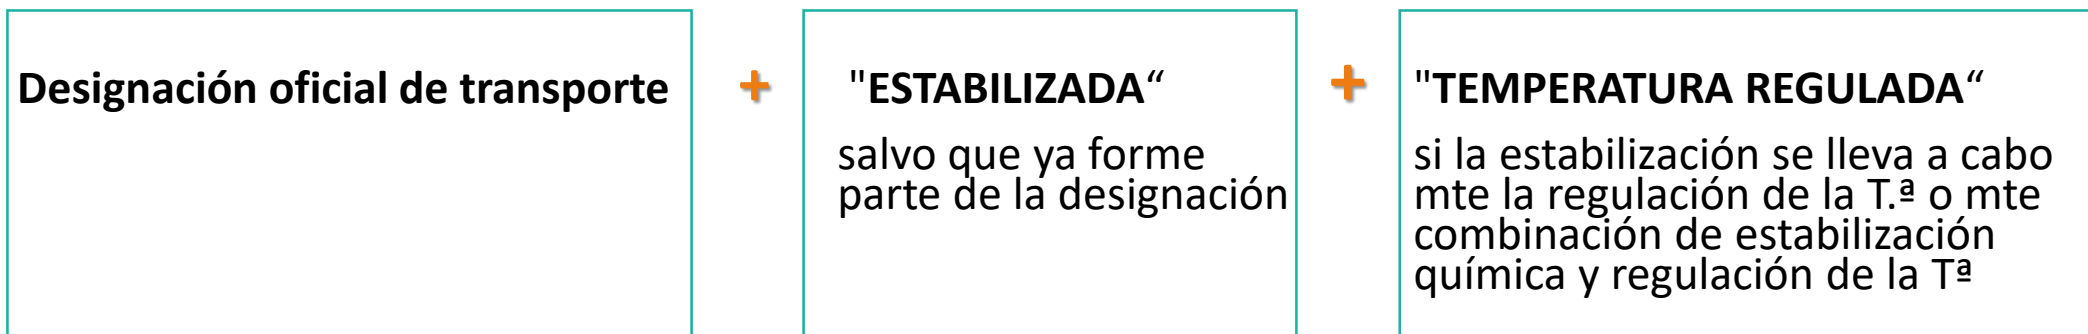 Designación oficial de transporte
+
"ESTABILIZADA“
salvo que ya forme
parte de la designación
+
"TEMPERATURA REGULADA“
si la estabilización se lleva a cabo
mte la regulación de la T.ª o mte
combinación de estabilización
química y regulación de la Tª